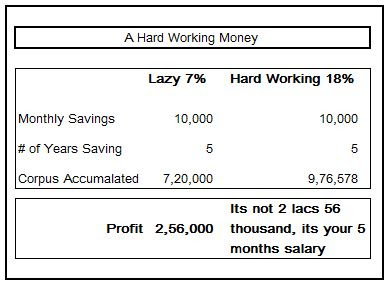 A Hard Working Money
Lazy 7% Hard Working 18%
Monthly Savings 10,000 10,000
# of Years Saving 5 5
Corpus Accumalated 7,20,000 9,76,578
Profit 2,56,000
Its not 2 lacs 56
thousand, its your 5
months salary